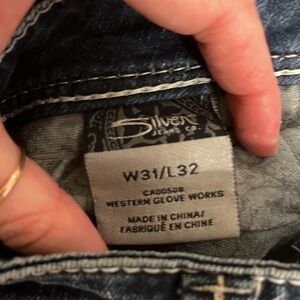 Silver
JEANS CO.
W31/L32
CA00508
WESTERN GLOVE WORKS
MADE IN CHINA/
FABRIQUÉ EN CHINE